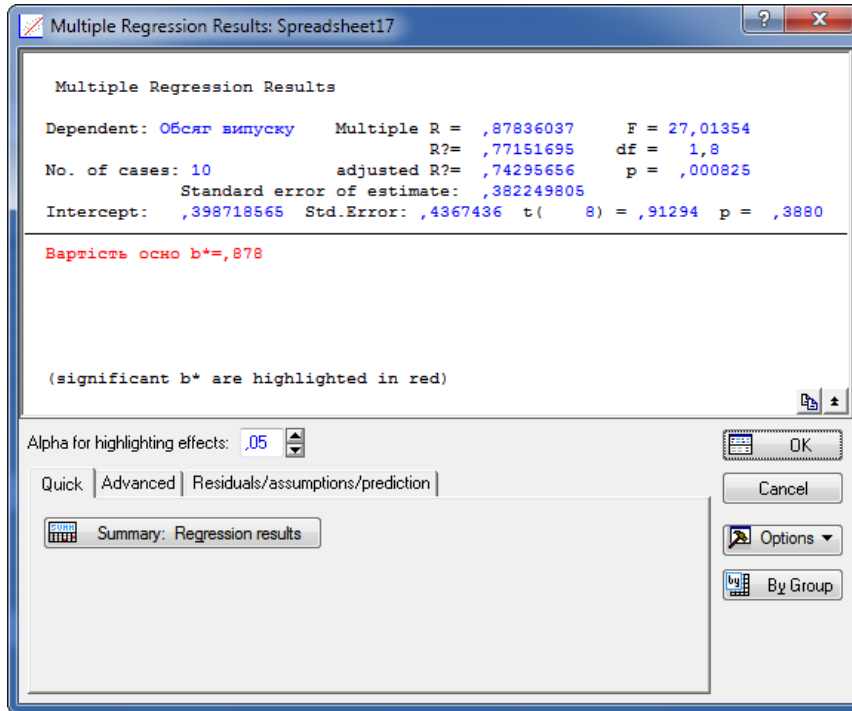 Multiple Regression Results: Spreadsheet17
Multiple Regression Results
Dependent: Обсяг випуску Multiple R = ,87836037 F = 27,01354
R?= ,77151695 df = 1,8
No. of cases: 10 adjusted R?= ,74295656 p = ,000825
Standard error of estimate: ,382249805
Intercept: ,398718565 Std.Error: ,4367436 t( 8) = ,91294 p = ,3880
Вартість осно b*=,878
(significant b* are highlighted in red)
Alpha for highlighting effects: ,05
OK
Quick Advanced Residuals/assumptions/prediction
Cancel
SUMM Summary: Regression results
Options
by By Group